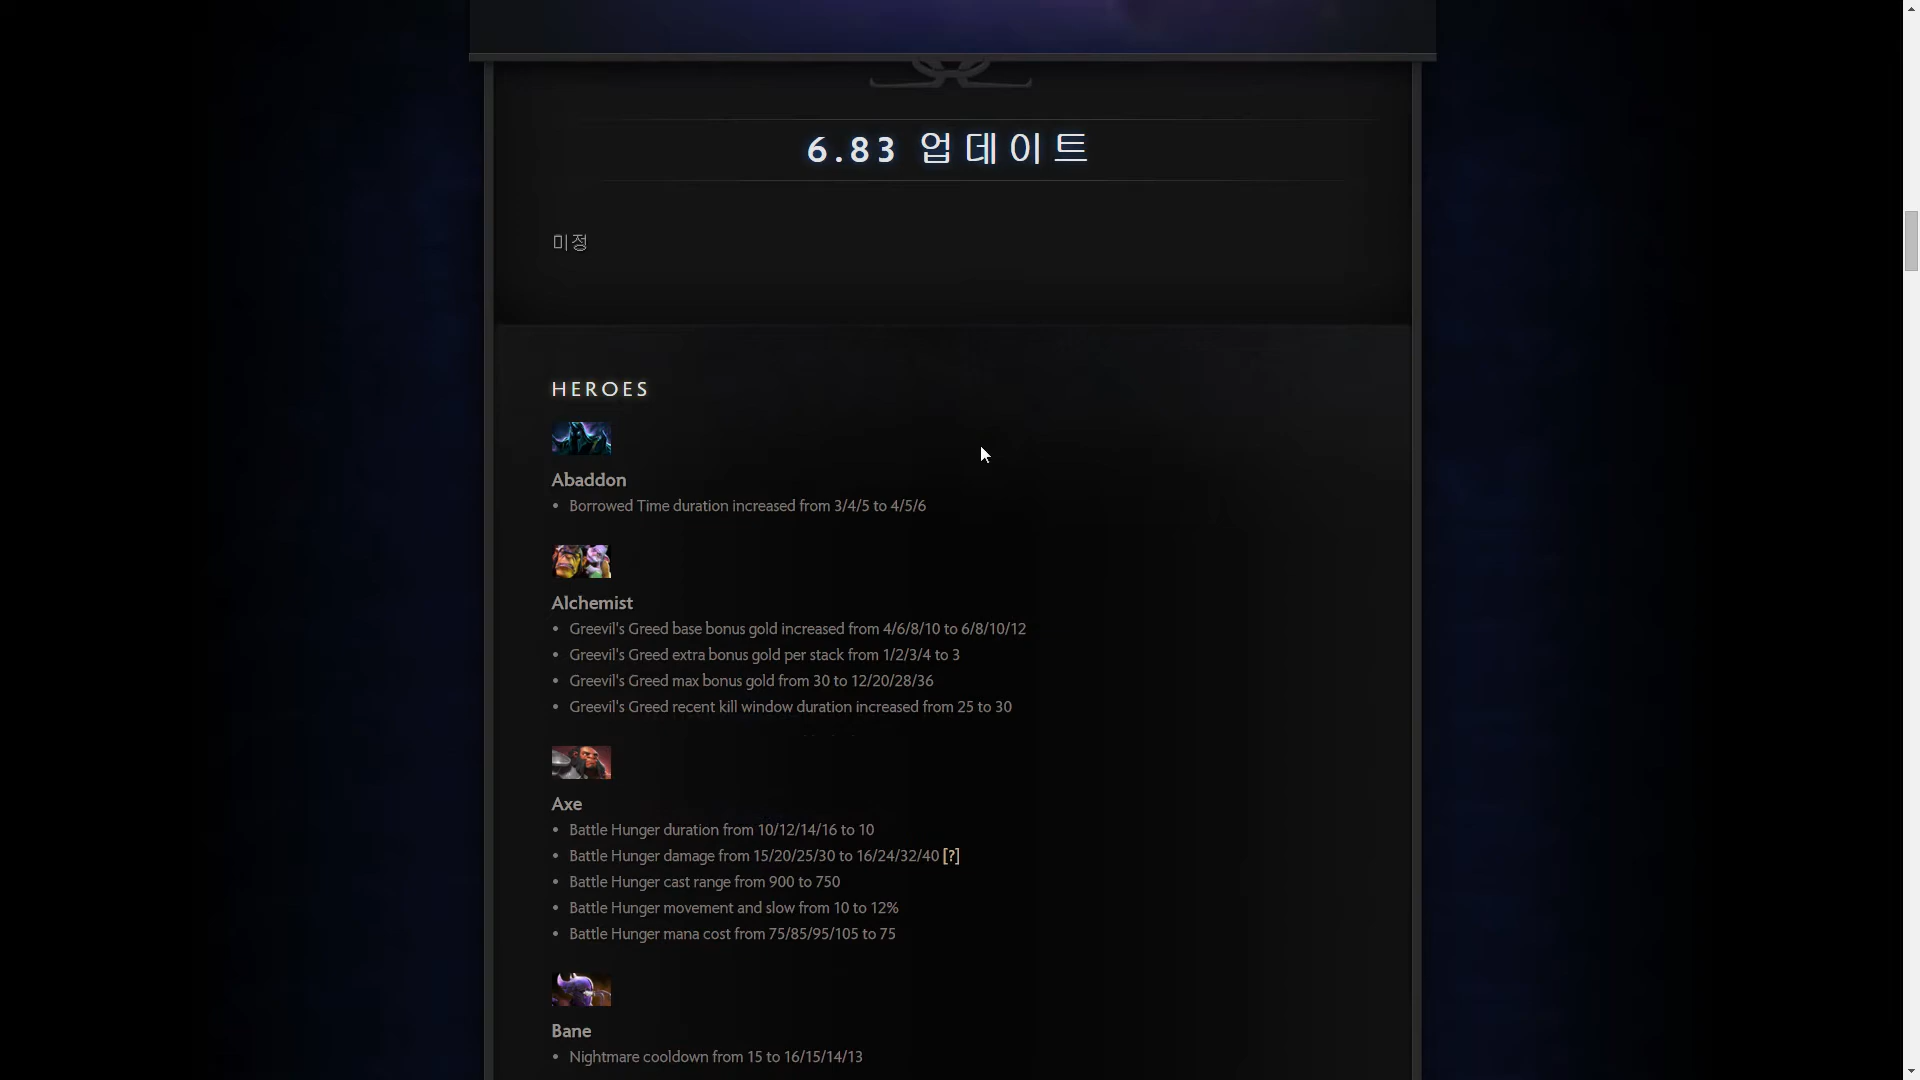 6.83 업데이트
미정
HEROES
Abaddon
• Borrowed Time duration increased from 3/4/5 to 4/5/6
Alchemist
• Greevil's Greed base bonus gold increased from 4/6/8/10 to 6/8/10/12
• Greevil's Greed extra bonus gold per stack from 1/2/3/4 to 3
• Greevil's Greed max bonus gold from 30 to 12/20/28/36
• Greevil's Greed recent kill window duration increased from 25 to 30
Axe
• Battle Hunger duration from 10/12/14/16 to 10
• Battle Hunger damage from 15/20/25/30 to 16/24/32/40 [?]
• Battle Hunger cast range from 900 to 750
• Battle Hunger movement and slow from 10 to 12%
• Battle Hunger mana cost from 75/85/95/105 to 75
Bane
• Nightmare cooldown from 15 to 16/15/14/13